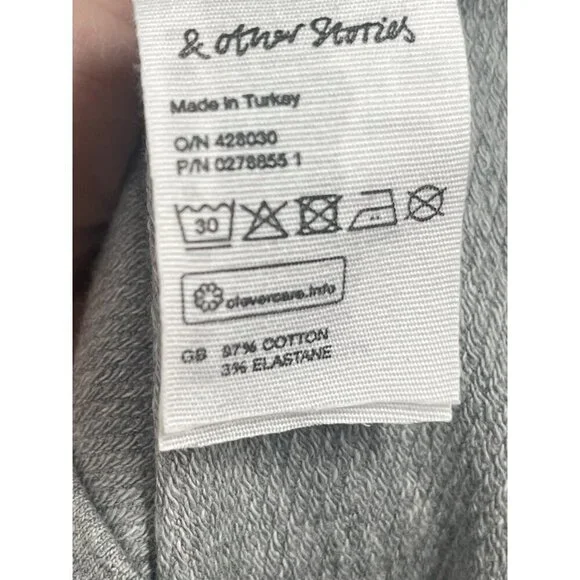 & other Stories
Made in Turkey
O/N 428030
P/N 0278855 1
30
clevercare.info
GB 97% COTTON
3% ELASTANE